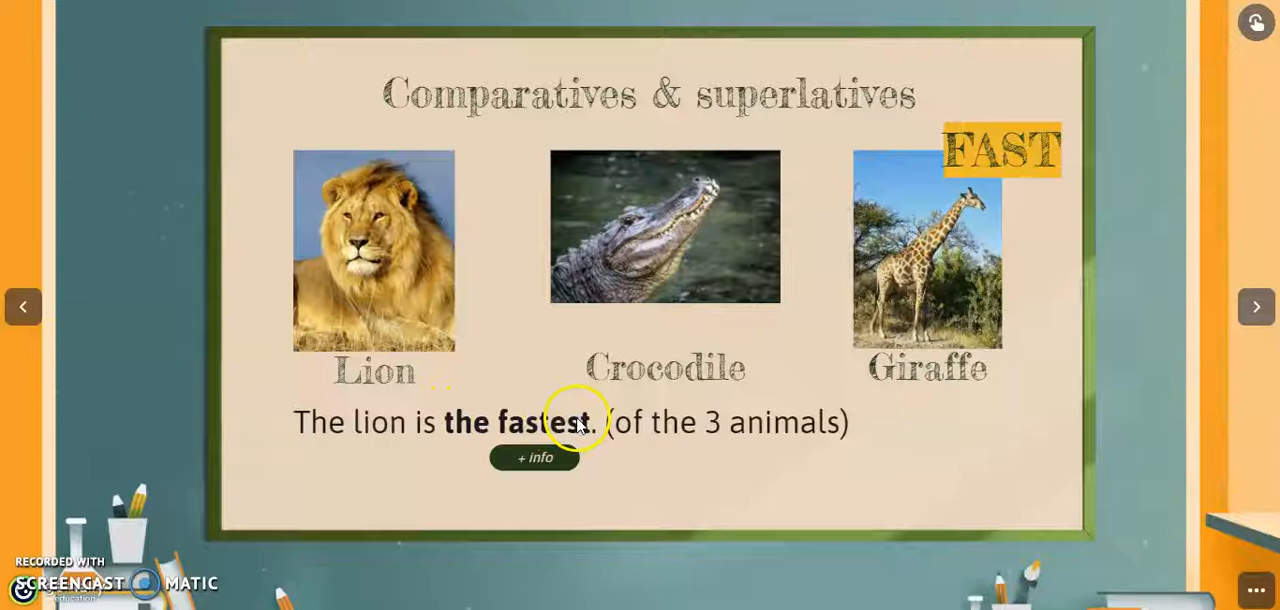 Comparatives & superlatives
FAST
Lion
Crocodile
Giraffe
The lion is the fastest. (of the 3 animals)
+ info
RECORDED WITH
SCREENCAST MATIC
education